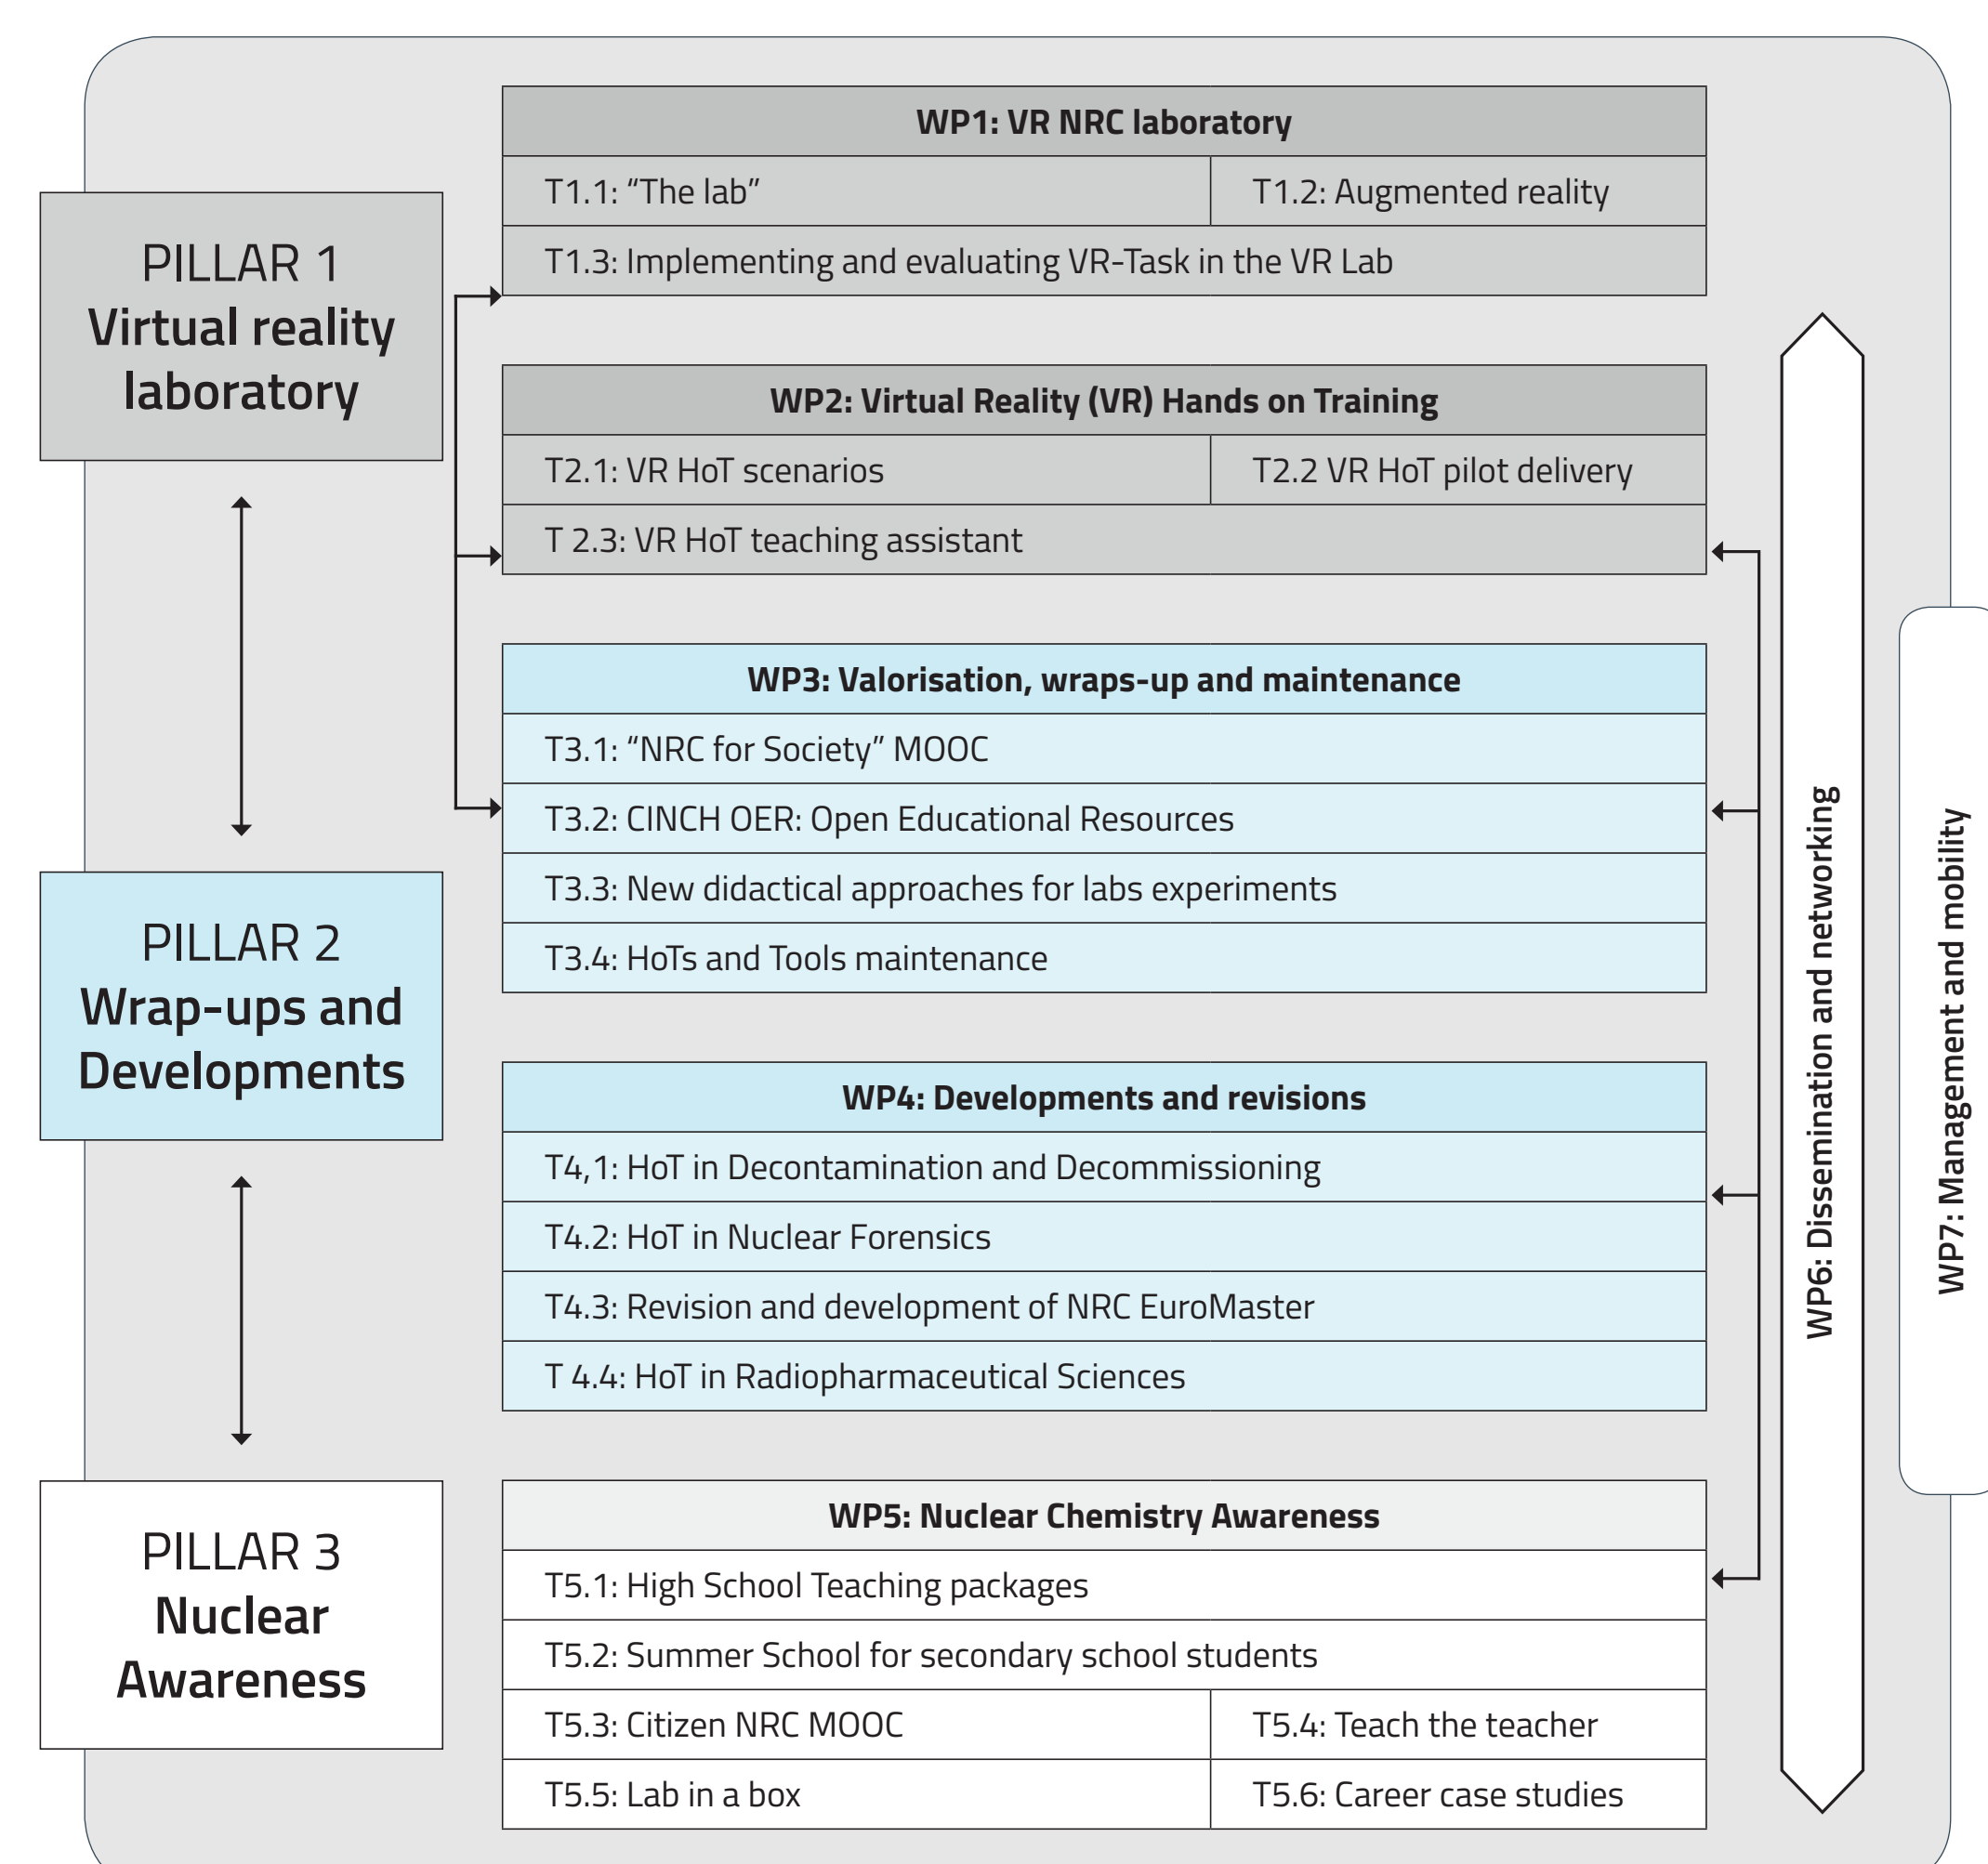 PILLAR 1
Virtual reality
laboratory
PILLAR 2
Wrap-ups and
Developments
PILLAR 3
Nuclear
Awareness
WP1: VR NRC laboratory
T1.1: “The lab”
T1.2: Augmented reality
T1.3: Implementing and evaluating VR-Task in the VR Lab
WP2: Virtual Reality (VR) Hands on Training
T2.1: VR HoT scenarios
T2.2 VR HoT pilot delivery
T 2.3: VR HoT teaching assistant
WP3: Valorisation, wraps-up and maintenance
T3.1: “NRC for Society” MOOC
T3.2: CINCH OER: Open Educational Resources
T3.3: New didactical approaches for labs experiments
T3.4: HoTs and Tools maintenance
WP4: Developments and revisions
T4,1: HoT in Decontamination and Decommissioning
T4.2: HoT in Nuclear Forensics
T4.3: Revision and development of NRC EuroMaster
T 4.4: HoT in Radiopharmaceutical Sciences
WP5: Nuclear Chemistry Awareness
T5.1: High School Teaching packages
T5.2: Summer School for secondary school students
T5.3: Citizen NRC MOOC
T5.4: Teach the teacher
T5.5: Lab in a box
T5.6: Career case studies
WP6: Dissemination and networking
WP7: Management and mobility